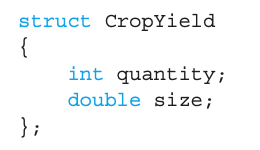 struct CropYield
{
    int quantity;
    double size;
};